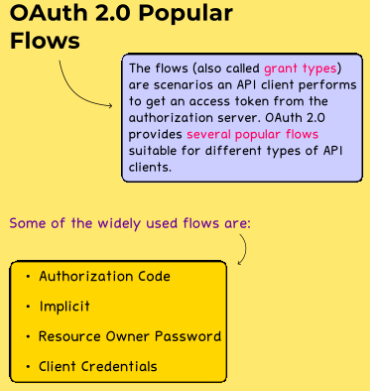 OAuth 2.0 Popular
Flows
The flows (also called grant types)
are scenarios an API client performs
to get an access token from the
authorization server. OAuth 2.0
provides several popular flows
suitable for different types of API
clients.
Some of the widely used flows are:
• Authorization Code
• Implicit
• Resource Owner Password
• Client Credentials